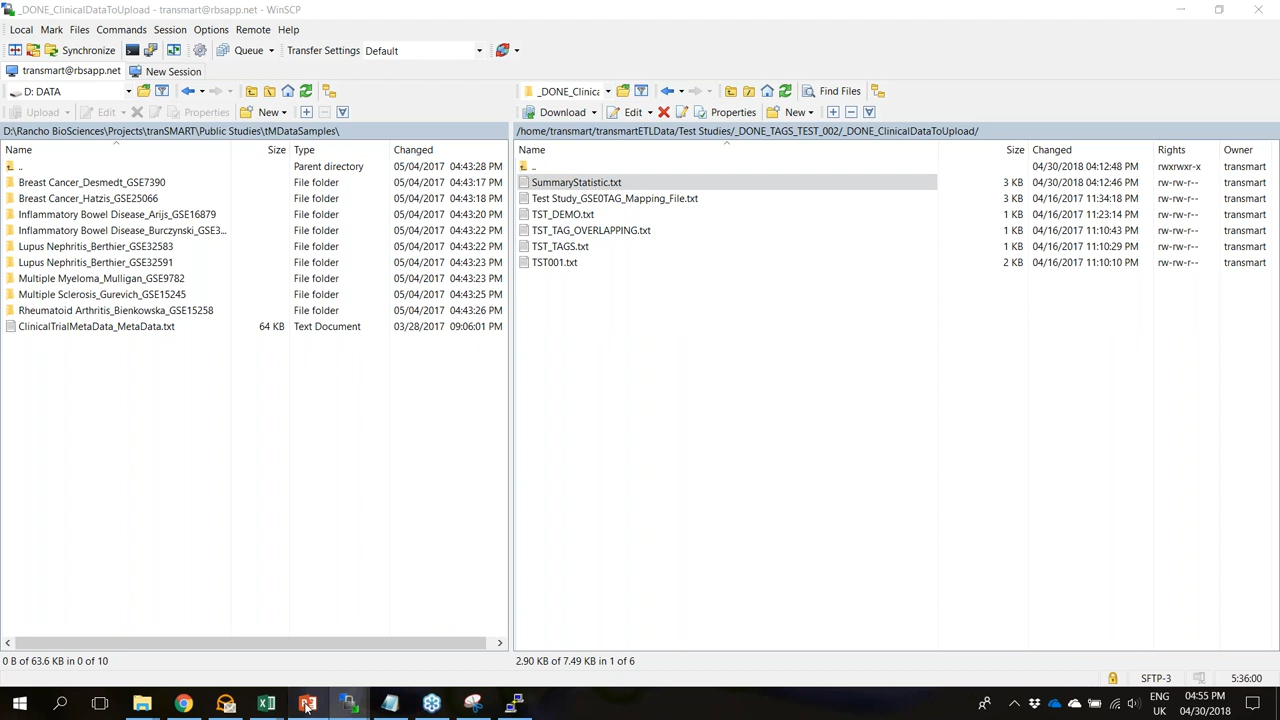 _DONE_ClinicalDataToUpload - transmart@rbsapp.net - WinSCP
Local Mark Files Commands Session Options Remote Help
Synchronize Queue Transfer Settings Default
transmart@rbsapp.net New Session
D: DATA _DONE_Clinica Find Files
Upload Edit Properties New Download Edit Properties New
D:\Rancho BioSciences\Projects\tranSMART\Public Studies\tMDataSamples\ /home/transmart/transmartETLData/Test Studies/_DONE_TAGS_TEST_002/_DONE_ClinicalDataToUpload/
Name Size Type Changed Name Size Changed Rights Owner
.. Parent directory 05/04/2017 04:43:28 PM .. 04/30/2018 04:12:48 PM rwxrwxr-x transmart
Breast Cancer_Desmedt_GSE7390 File folder 05/04/2017 04:43:17 PM SummaryStatistic.txt 3 KB 04/30/2018 04:12:46 PM rw-rw-r-- transmart
Breast Cancer_Hatzis_GSE25066 File folder 05/04/2017 04:43:18 PM Test Study_GSE0TAG_Mapping_File.txt 3 KB 04/16/2017 11:34:18 PM rw-rw-r-- transmart
Inflammatory Bowel Disease_Arijs_GSE16879 File folder 05/04/2017 04:43:22 PM TST_DEMO.txt 1 KB 04/16/2017 11:23:14 PM rw-rw-r-- transmart
Inflammatory Bowel Disease_Burczynski_GSE3... File folder 05/04/2017 04:43:22 PM TST_TAG_OVERLAPPING.txt 1 KB 04/16/2017 11:10:43 PM rw-rw-r-- transmart
Lupus Nephritis_Berthier_GSE32583 File folder 05/04/2017 04:43:22 PM TST_TAGS.txt 1 KB 04/16/2017 11:10:29 PM rw-rw-r-- transmart
Lupus Nephritis_Berthier_GSE32591 File folder 05/04/2017 04:43:22 PM TST001.txt 2 KB 04/16/2017 11:10:10 PM rw-rw-r-- transmart
Multiple Myeloma_Mulligan_GSE9782 File folder 05/04/2017 04:43:23 PM
Multiple Sclerosis_Gurevich_GSE15245 File folder 05/04/2017 04:43:25 PM
Rheumatoid Arthritis_Bienkowska_GSE15258 File folder 05/04/2017 04:43:26 PM
ClinicalTrialMetaData_MetaData.txt 64 KB Text Document 03/28/2017 09:06:01 PM
0 B of 63.6 KB in 0 of 10 2.90 KB of 7.49 KB in 1 of 6
SFTP-3 5:36:00
ENG 04:55 PM
UK 04/30/2018